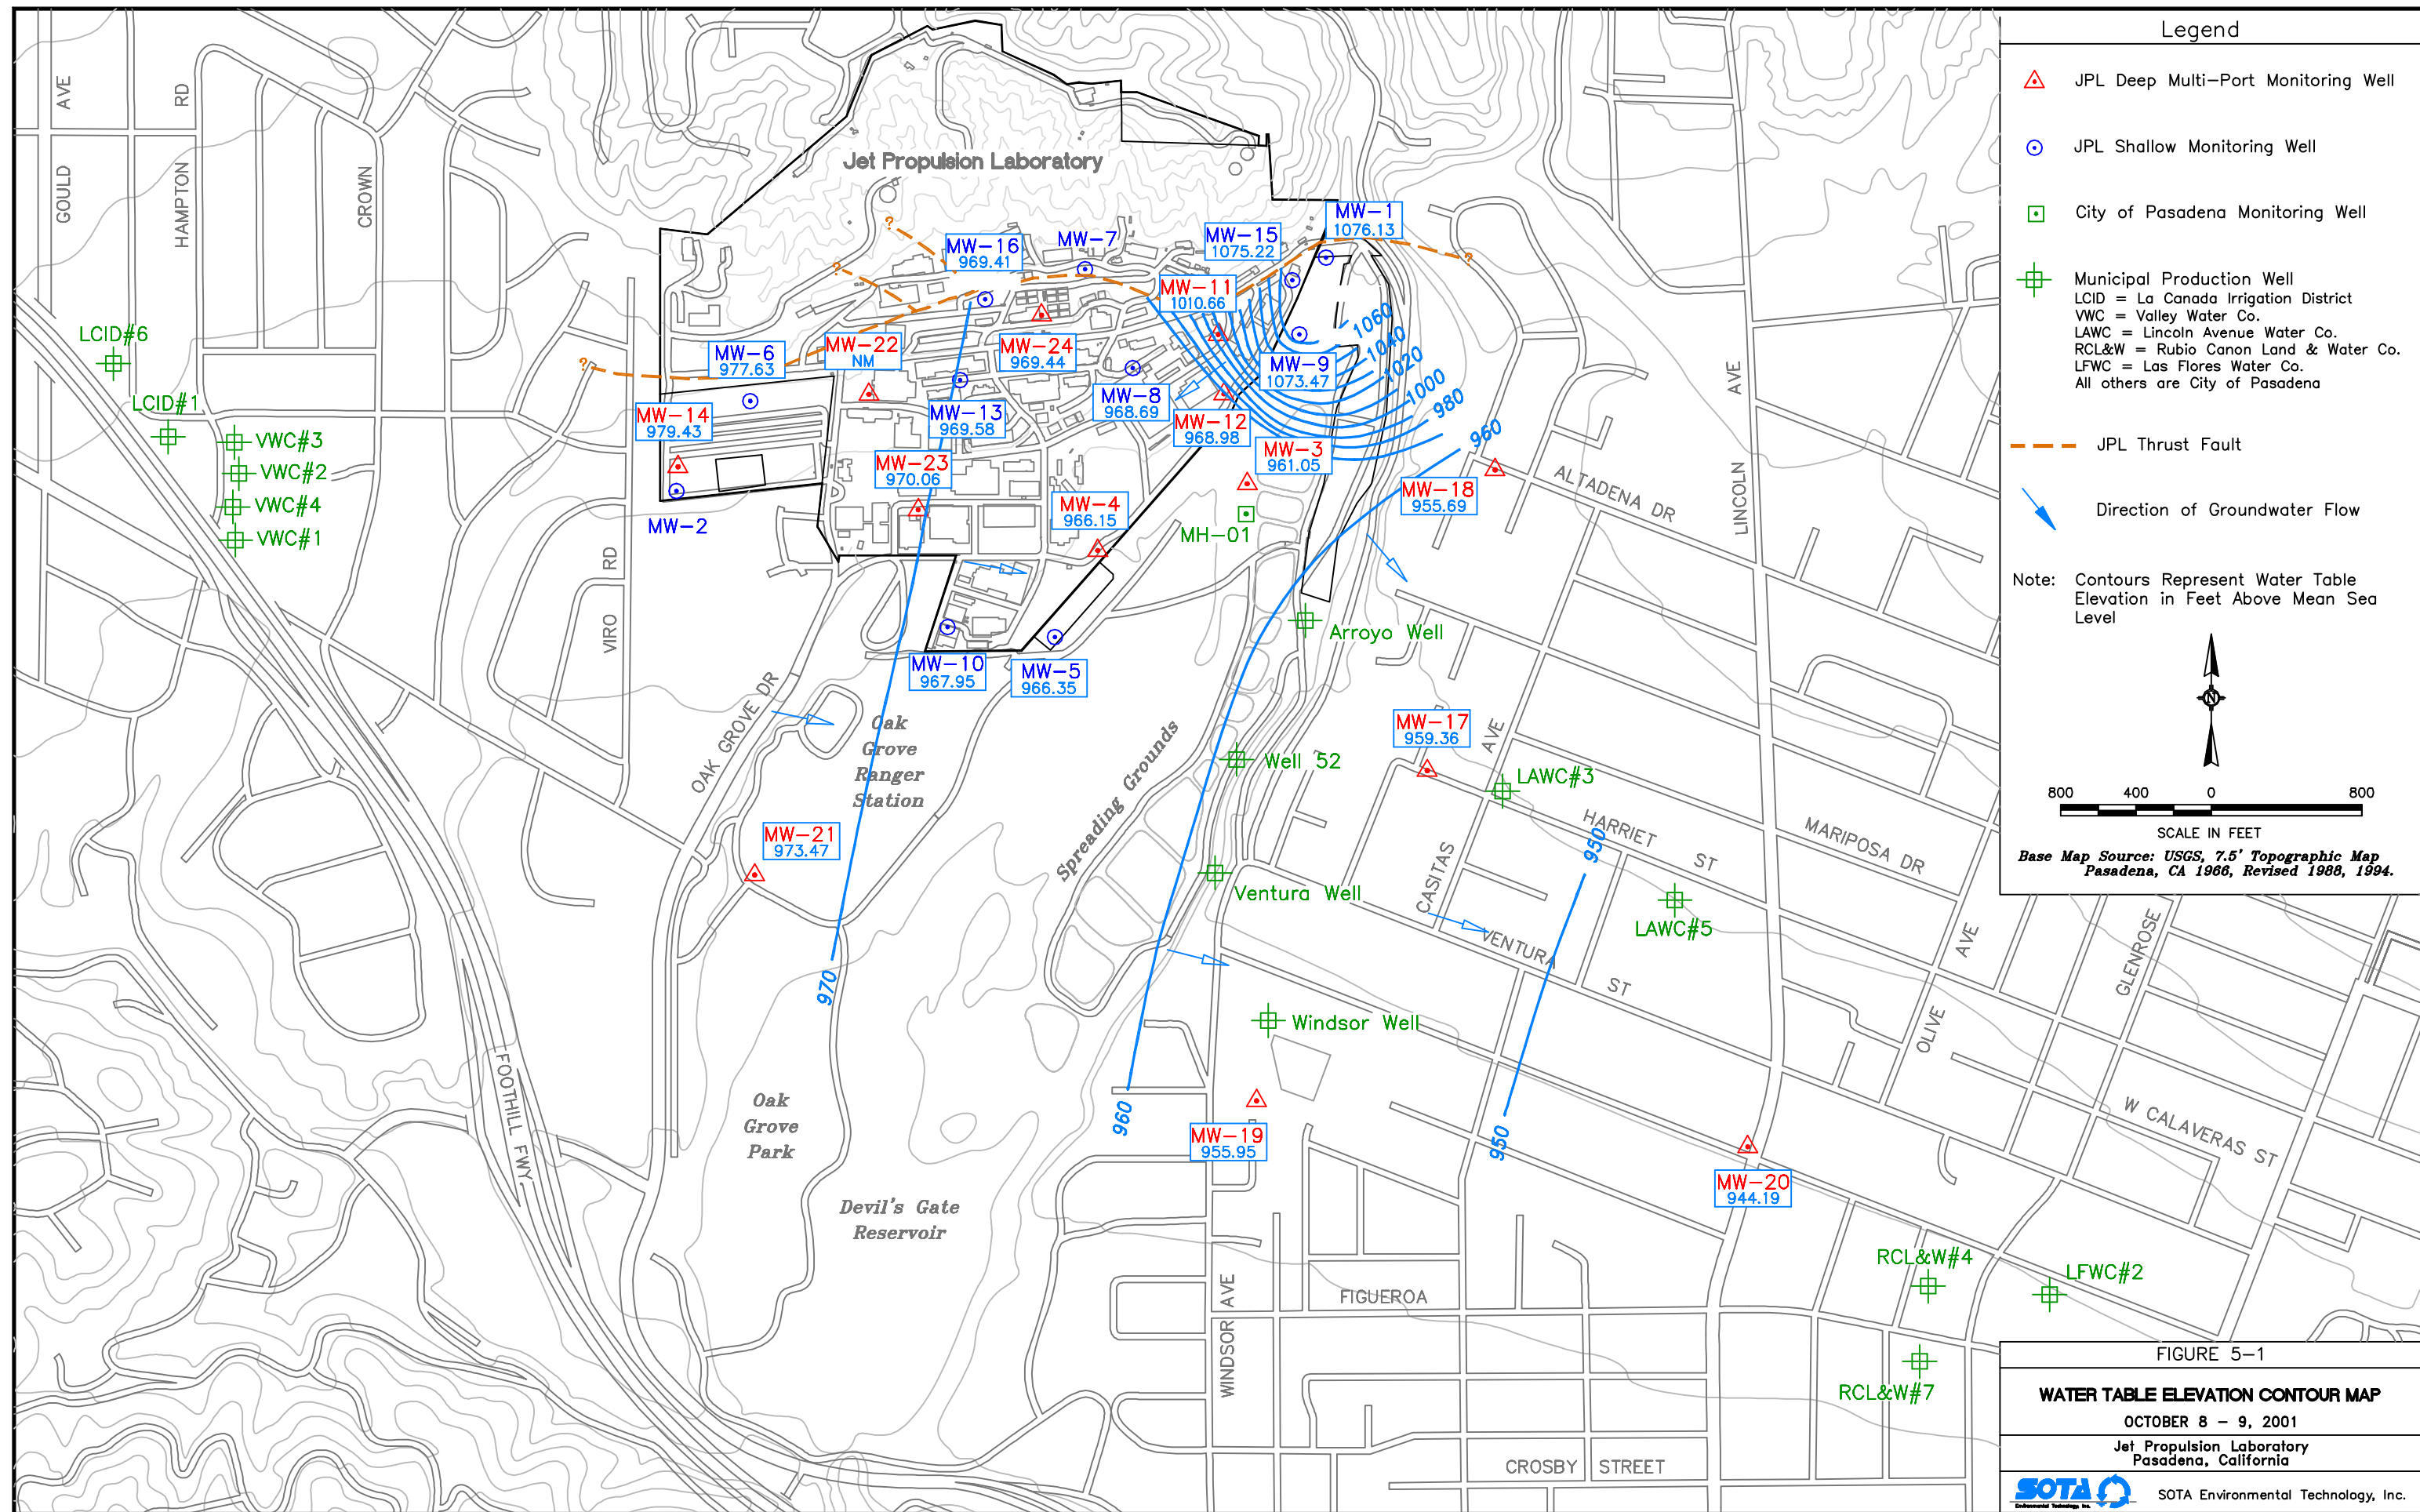 GOULD AVE
HAMPTON RD
CROWN
Jet Propulsion Laboratory
LCID#6
LCID#1
VWC#3
VWC#2
VWC#4
VWC#1
VIRO RD
?
?
?
?
MW-16
969.41
MW-7
MW-15
1075.22
MW-1
1076.13
MW-11
1010.66
MW-6
977.63
MW-22
NM
MW-24
969.44
MW-9
1073.47
MW-14
979.43
MW-13
969.58
MW-8
968.69
MW-12
968.98
MW-3
961.05
MW-23
970.06
MW-4
966.15
MW-18
955.69
MW-2
MH-01
1060
1040
1020
1000
980
960
ALTADENA DR
LINCOLN AVE
MW-10
967.95
MW-5
966.35
Arroyo Well
OAK GROVE DR
Oak
Grove
Ranger
Station
Spreading Grounds
Well 52
MW-17
959.36
AVE
CASITAS
LAWC#3
HARRIET ST
MARIPOSA DR
MW-21
973.47
Ventura Well
950
LAWC#5
VENTURA ST
OLIVE AVE
GLENROSE
970
Windsor Well
FOOTHILL FWY
Oak
Grove
Park
960
MW-19
955.95
950
W CALAVERAS ST
MW-20
944.19
Devil's Gate
Reservoir
WINDSOR AVE
FIGUEROA
RCL&W#4
LFWC#2
RCL&W#7
CROSBY STREET
Legend
JPL Deep Multi-Port Monitoring Well
JPL Shallow Monitoring Well
City of Pasadena Monitoring Well
Municipal Production Well
LCID = La Canada Irrigation District
VWC = Valley Water Co.
LAWC = Lincoln Avenue Water Co.
RCL&W = Rubio Canon Land & Water Co.
LFWC = Las Flores Water Co.
All others are City of Pasadena
JPL Thrust Fault
Direction of Groundwater Flow
Note: Contours Represent Water Table
Elevation in Feet Above Mean Sea
Level
N
800 400 0 800
SCALE IN FEET
Base Map Source: USGS, 7.5' Topographic Map
Pasadena, CA 1966, Revised 1988, 1994.
FIGURE 5-1
WATER TABLE ELEVATION CONTOUR MAP
OCTOBER 8 - 9, 2001
Jet Propulsion Laboratory
Pasadena, California
SOTA
Environmental Technology, Inc.
SOTA Environmental Technology, Inc.